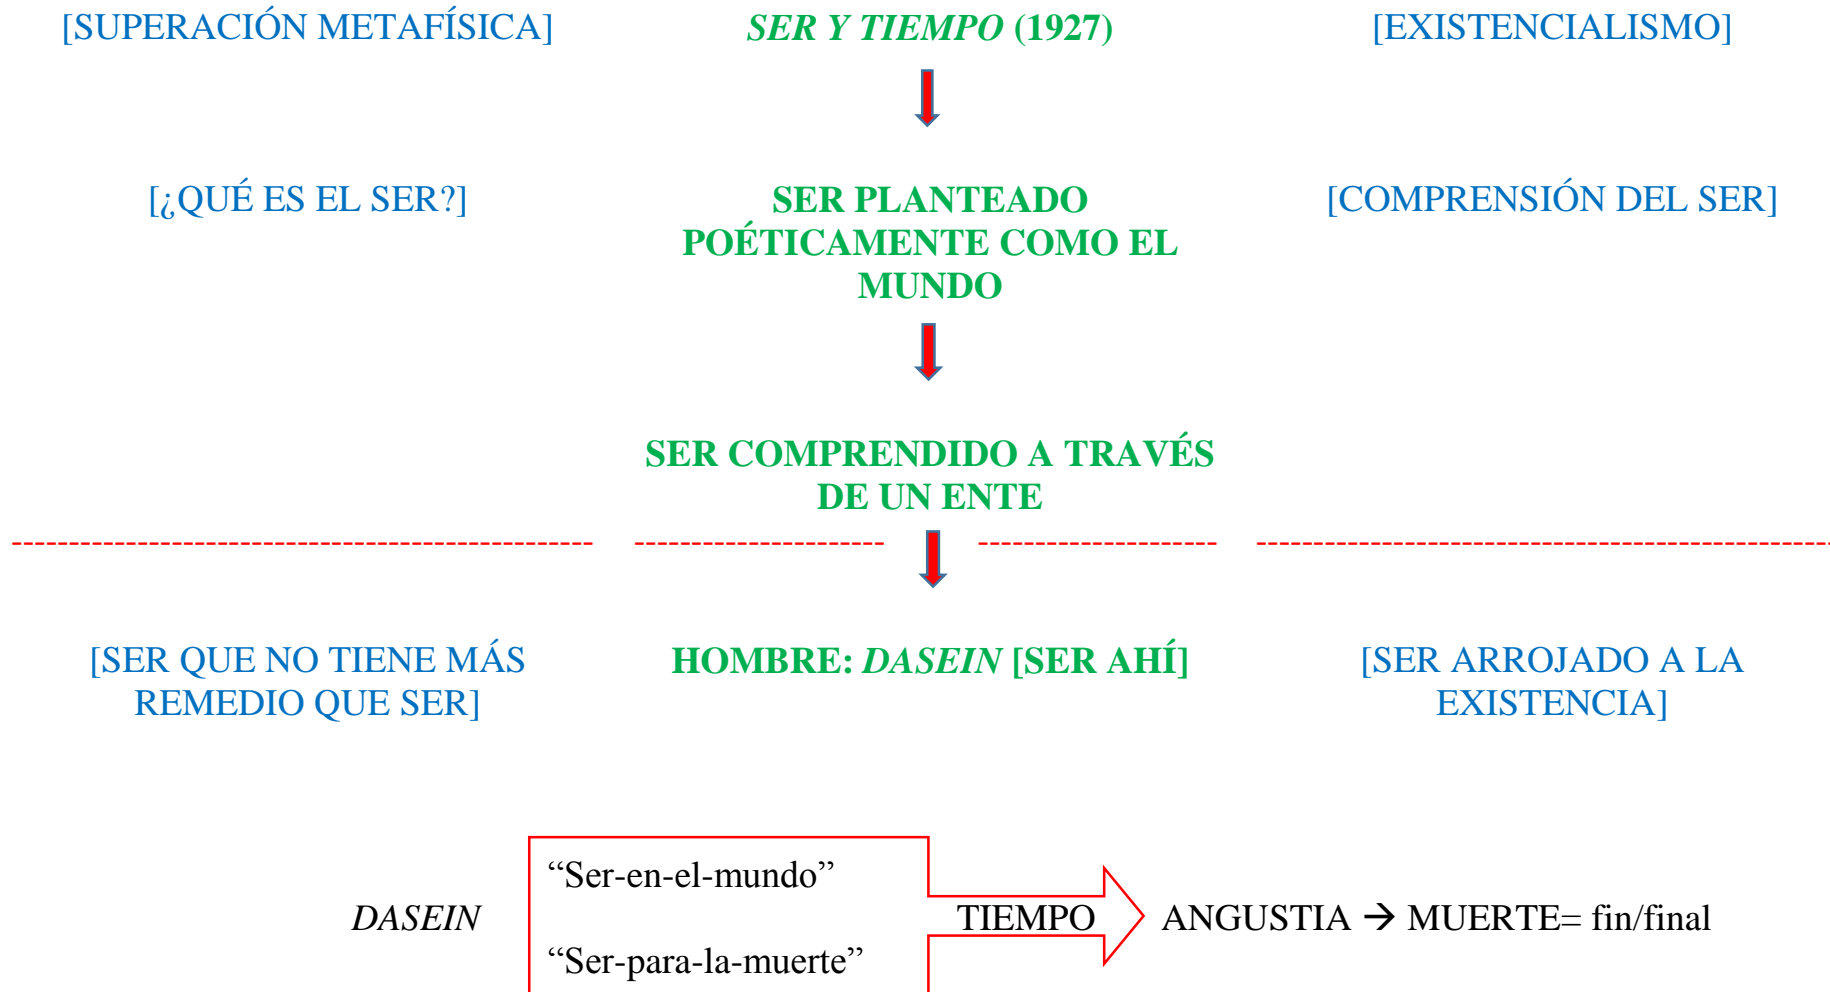 [SUPERACIÓN METAFÍSICA] SER Y TIEMPO (1927) [EXISTENCIALISMO]
[¿QUÉ ES EL SER?] SER PLANTEADO [COMPRENSIÓN DEL SER]
POÉTICAMENTE COMO EL
MUNDO
SER COMPRENDIDO A TRAVÉS
DE UN ENTE
[SER QUE NO TIENE MÁS HOMBRE: DASEIN [SER AHÍ] [SER ARROJADO A LA
REMEDIO QUE SER] EXISTENCIA]
“Ser-en-el-mundo”
DASEIN TIEMPO ANGUSTIA → MUERTE= fin/final
“Ser-para-la-muerte”